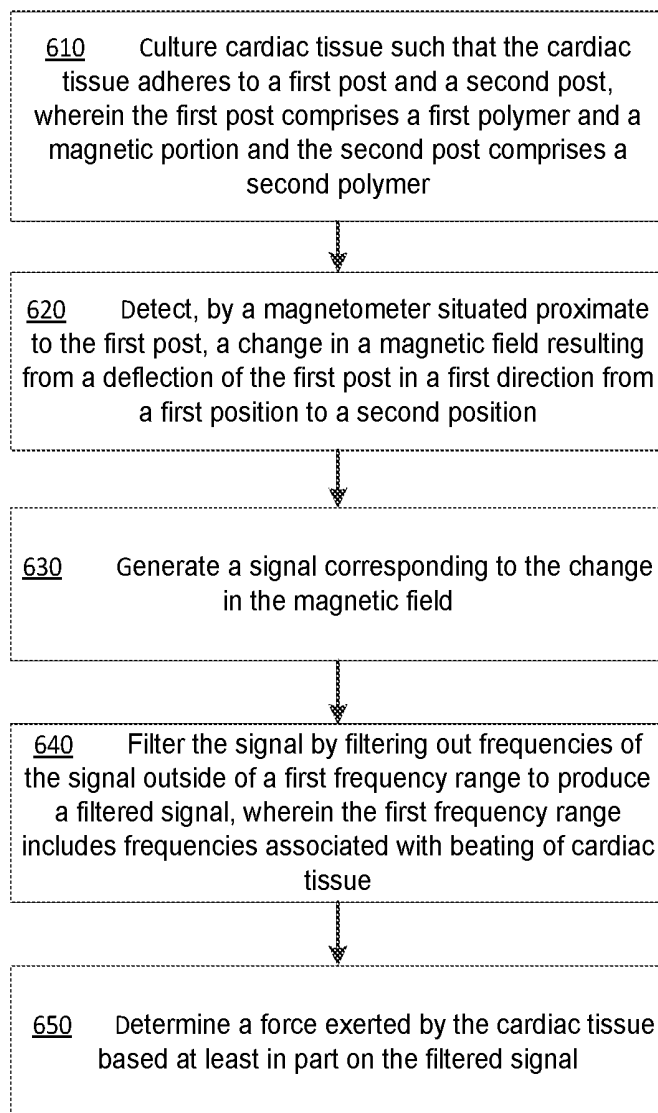 610 Culture cardiac tissue such that the cardiac
tissue adheres to a first post and a second post,
wherein the first post comprises a first polymer and a
magnetic portion and the second post comprises a
second polymer
620 Detect, by a magnetometer situated proximate
to the first post, a change in a magnetic field resulting
from a deflection of the first post in a first direction from
a first position to a second position
630 Generate a signal corresponding to the change
in the magnetic field
640 Filter the signal by filtering out frequencies of
the signal outside of a first frequency range to produce
a filtered signal, wherein the first frequency range
includes frequencies associated with beating of cardiac
tissue
650 Determine a force exerted by the cardiac tissue
based at least in part on the filtered signal